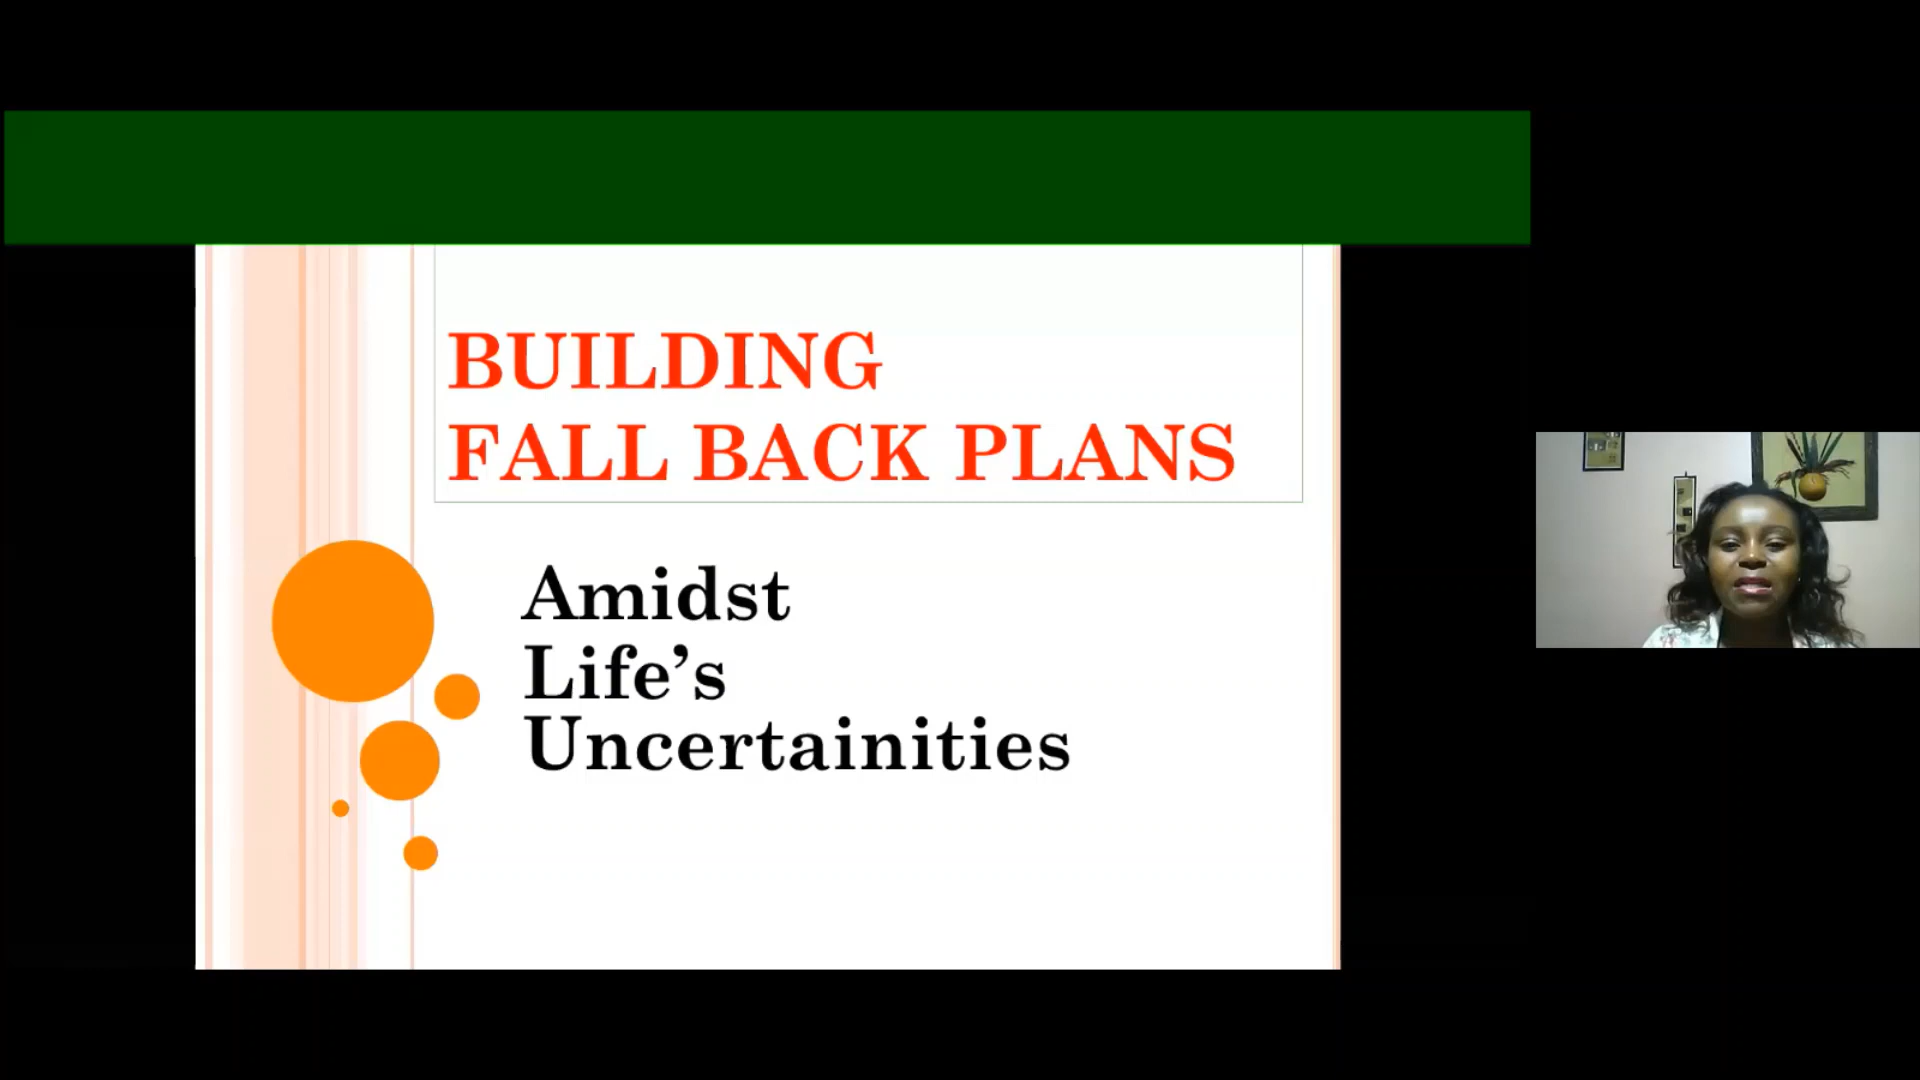 BUILDING
FALL BACK PLANS
Amidst
Life’s
Uncertainities